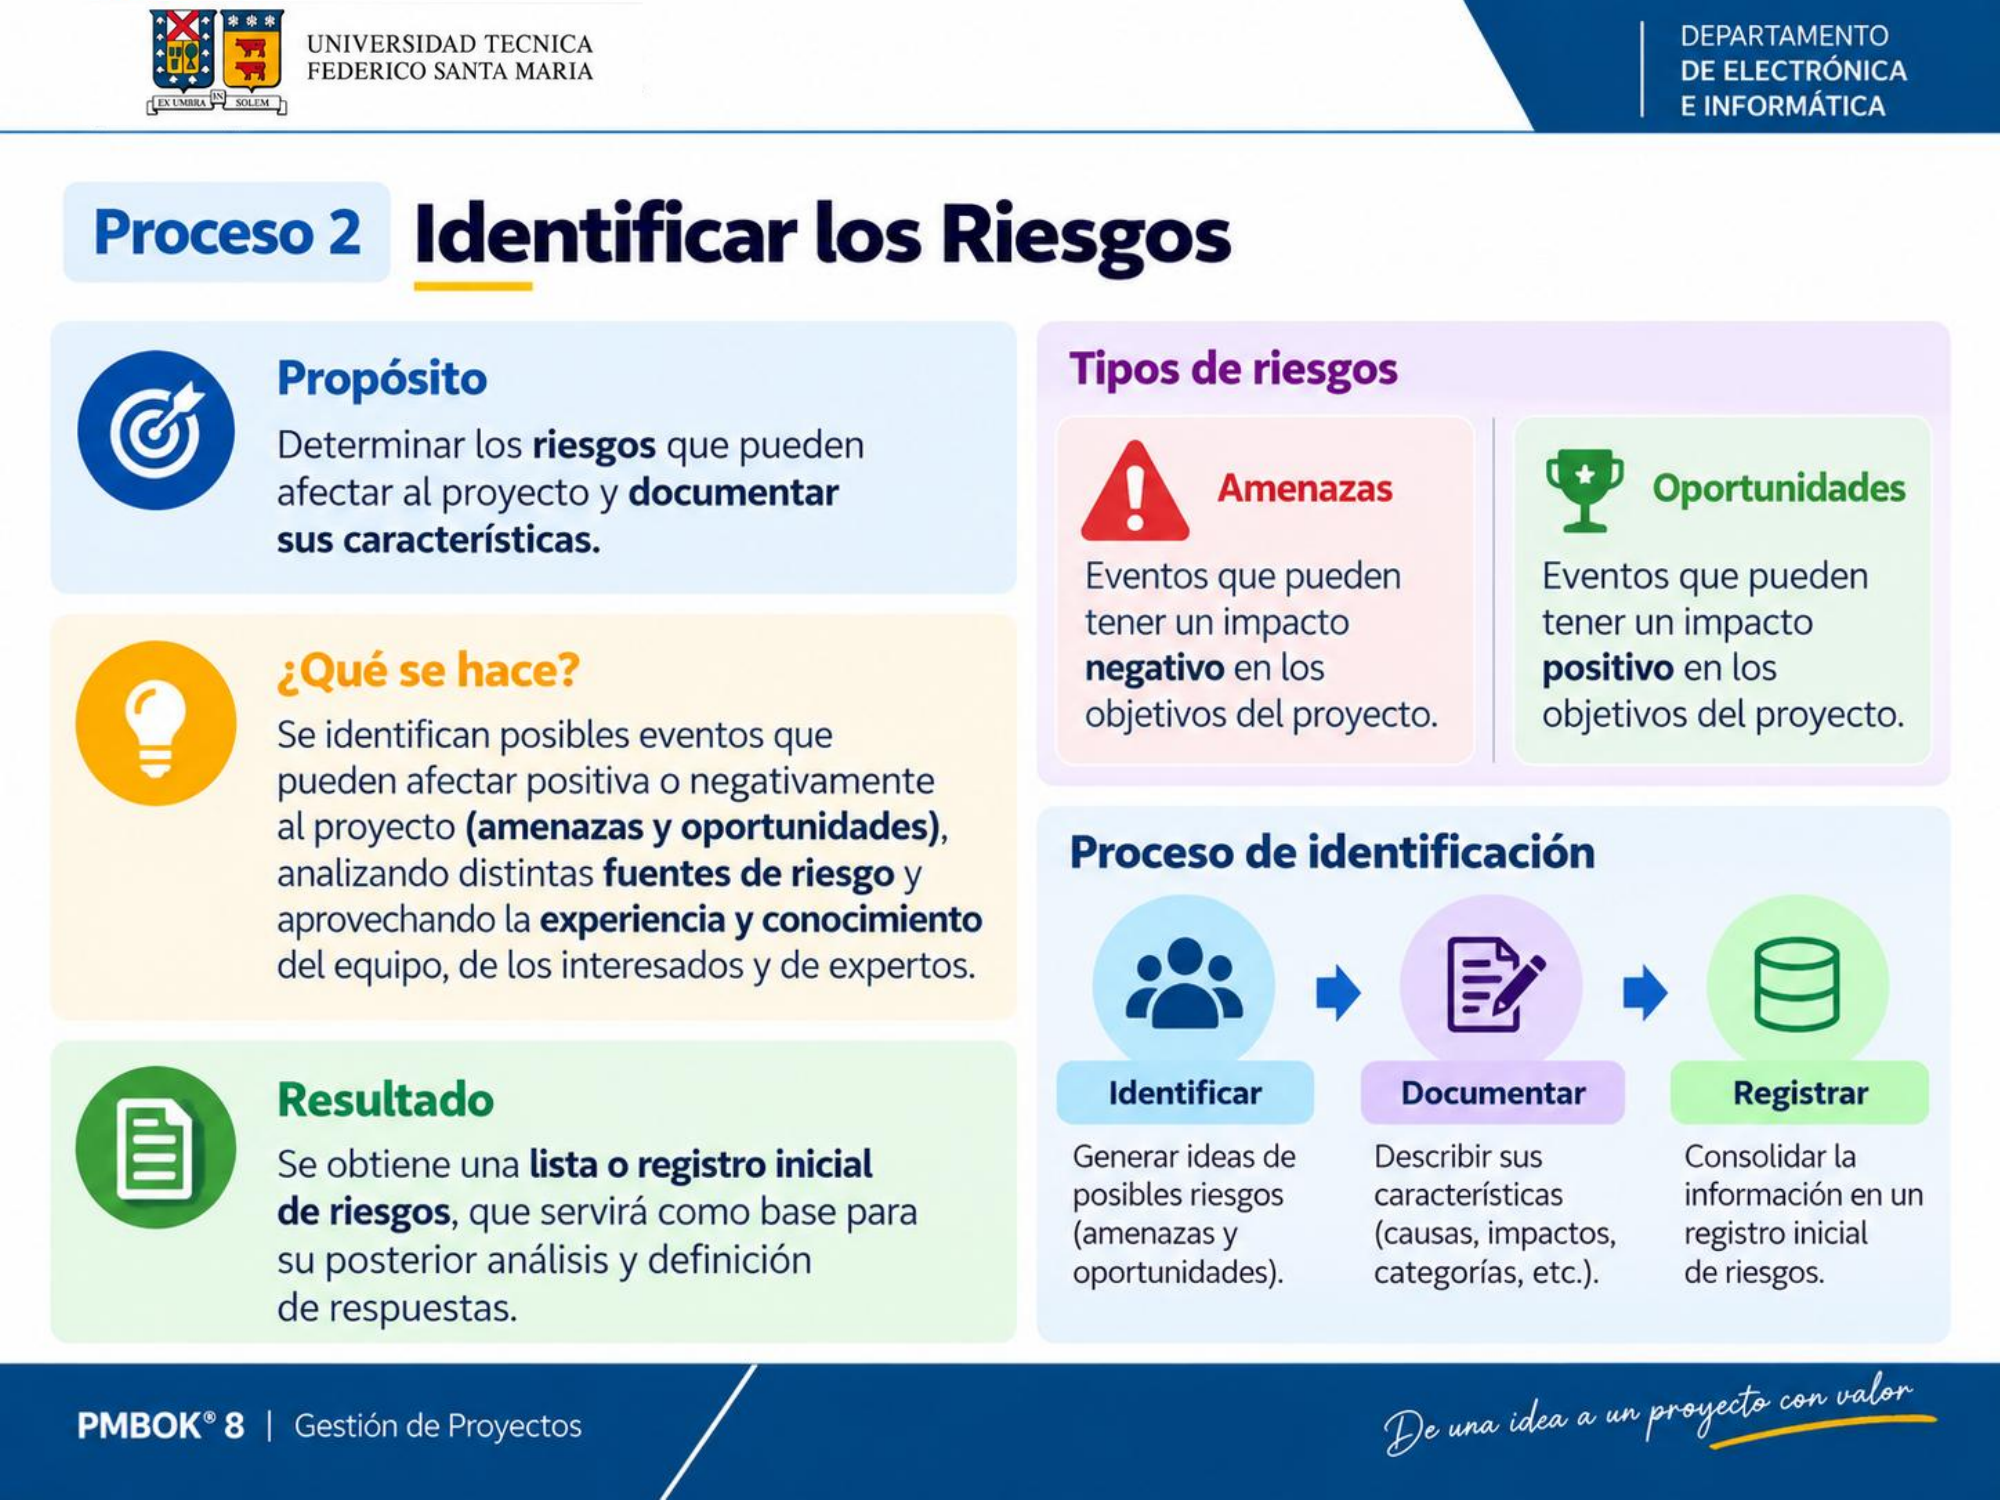 EX UMBRA IN SOLEM
UNIVERSIDAD TECNICA
FEDERICO SANTA MARIA
DEPARTAMENTO
DE ELECTRÓNICA
E INFORMÁTICA
Proceso 2
Identificar los Riesgos
Propósito
Determinar los riesgos que pueden
afectar al proyecto y documentar
sus características.
¿Qué se hace?
Se identifican posibles eventos que
pueden afectar positiva o negativamente
al proyecto (amenazas y oportunidades),
analizando distintas fuentes de riesgo y
aprovechando la experiencia y conocimiento
del equipo, de los interesados y de expertos.
Resultado
Se obtiene una lista o registro inicial
de riesgos, que servirá como base para
su posterior análisis y definición
de respuestas.
Tipos de riesgos
Amenazas
Eventos que pueden
tener un impacto
negativo en los
objetivos del proyecto.
Oportunidades
Eventos que pueden
tener un impacto
positivo en los
objetivos del proyecto.
Proceso de identificación
Identificar
Generar ideas de
posibles riesgos
(amenazas y
oportunidades).
Documentar
Describir sus
características
(causas, impactos,
categorías, etc.).
Registrar
Consolidar la
información en un
registro inicial
de riesgos.
PMBOK® 8 | Gestión de Proyectos
De una idea a un proyecto con valor